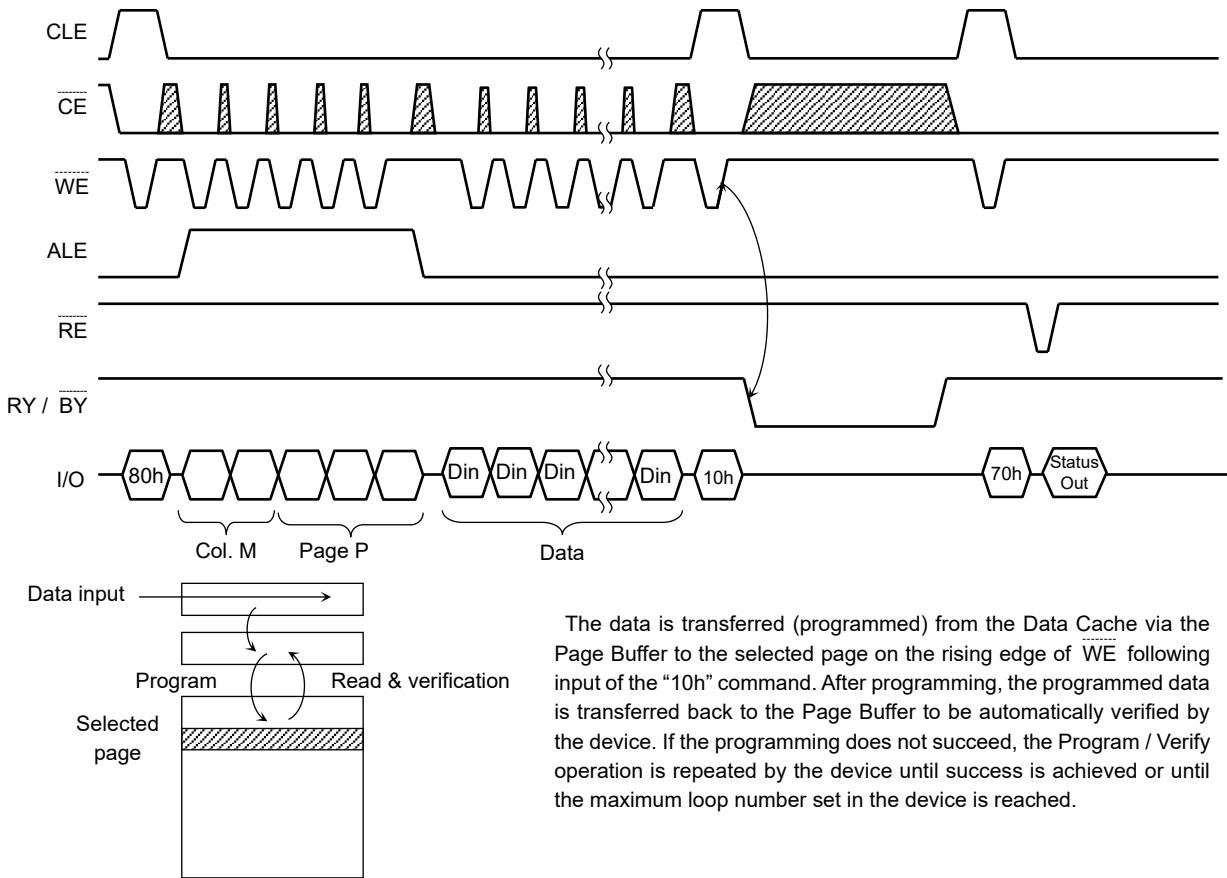 CLE
CE
WE
ALE
RE
RY / BY
I/O
80h
Din Din Din Din
10h
70h
Status
Out
Col. M
Page P
Data
Data input
Program
Read & verification
Selected
page
The data is transferred (programmed) from the Data Cache via the
Page Buffer to the selected page on the rising edge of WE following
input of the “10h” command. After programming, the programmed data
is transferred back to the Page Buffer to be automatically verified by
the device. If the programming does not succeed, the Program / Verify
operation is repeated by the device until success is achieved or until
the maximum loop number set in the device is reached.